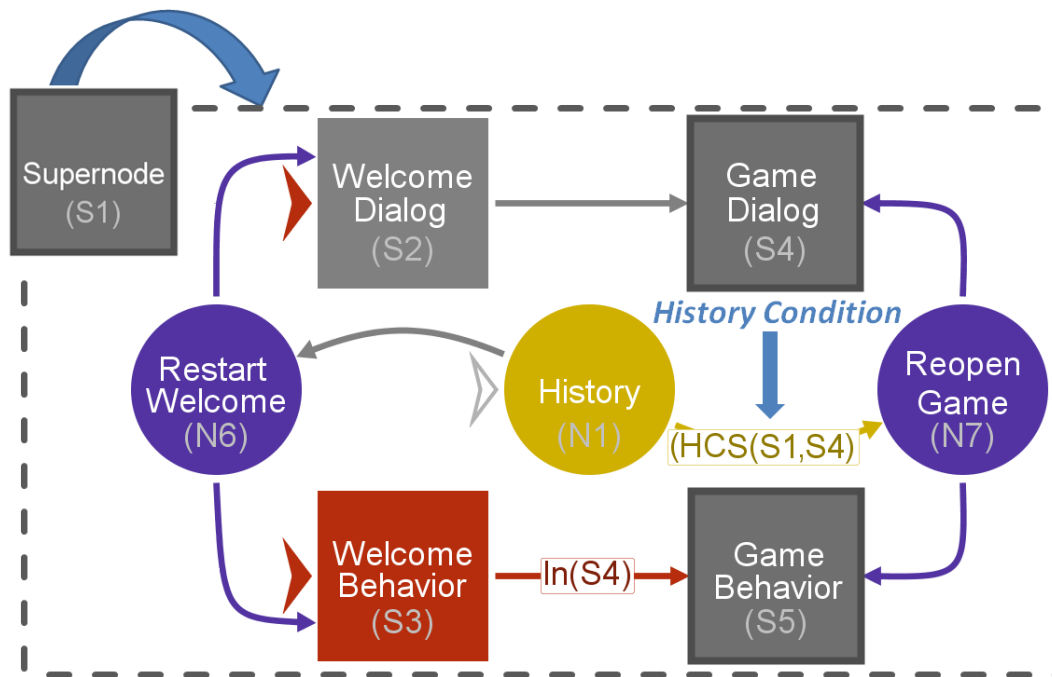 Supernode
(S1)
Welcome
Dialog
(S2)
Game
Dialog
(S4)
History Condition
Restart
Welcome
(N6)
History
(N1)
(HCS(S1,S4)
Reopen
Game
(N7)
Welcome
Behavior
(S3)
In(S4)
Game
Behavior
(S5)